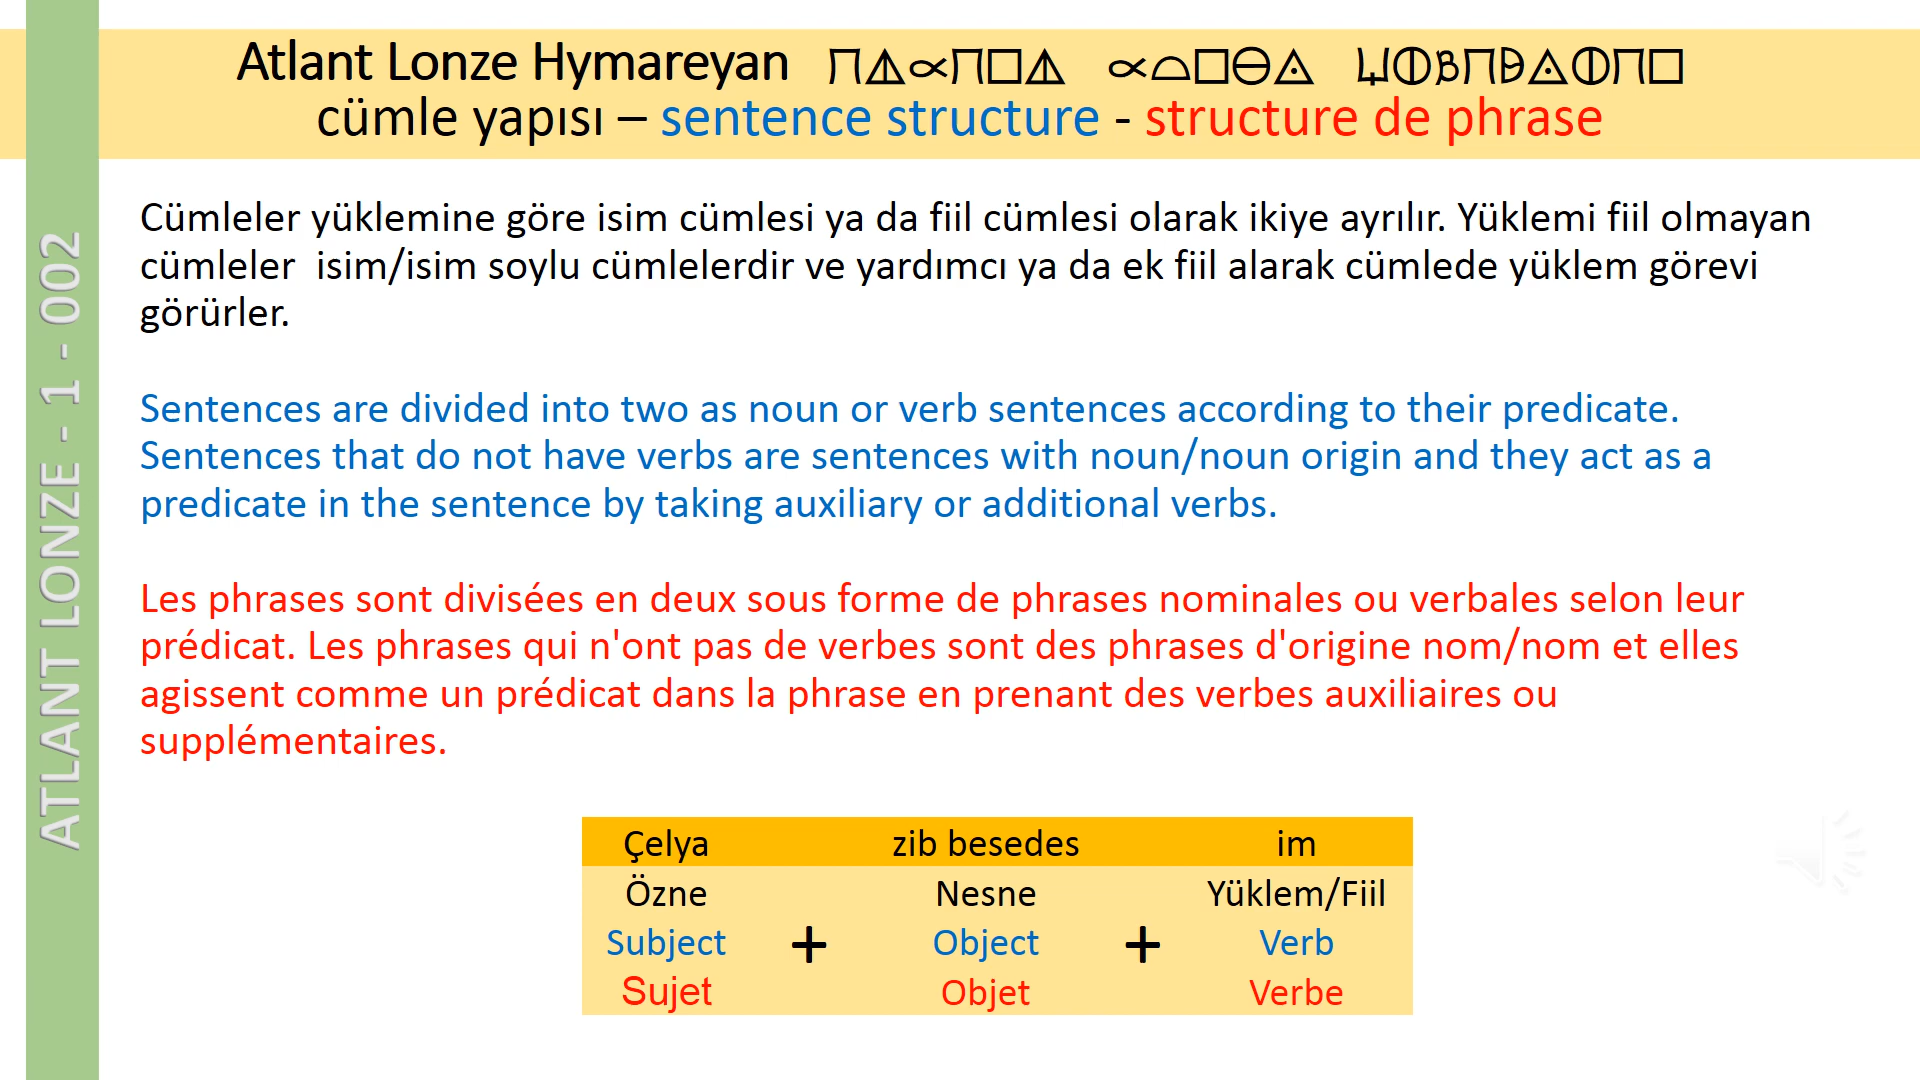 Atlant Lonze Hymareyan
cümle yapısı – sentence structure - structure de phrase
ATLANT LONZE - 1 - 002
Cümleler yüklemine göre isim cümlesi ya da fiil cümlesi olarak ikiye ayrılır. Yüklemi fiil olmayan
cümleler isim/isim soylu cümlelerdir ve yardımcı ya da ek fiil alarak cümlede yüklem görevi
görürler.
Sentences are divided into two as noun or verb sentences according to their predicate.
Sentences that do not have verbs are sentences with noun/noun origin and they act as a
predicate in the sentence by taking auxiliary or additional verbs.
Les phrases sont divisées en deux sous forme de phrases nominales ou verbales selon leur
prédicat. Les phrases qui n'ont pas de verbes sont des phrases d'origine nom/nom et elles
agissent comme un prédicat dans la phrase en prenant des verbes auxiliaires ou
supplémentaires.
Çelya zib besedes im
Özne Nesne Yüklem/Fiil
Subject + Object + Verb
Sujet Objet Verbe